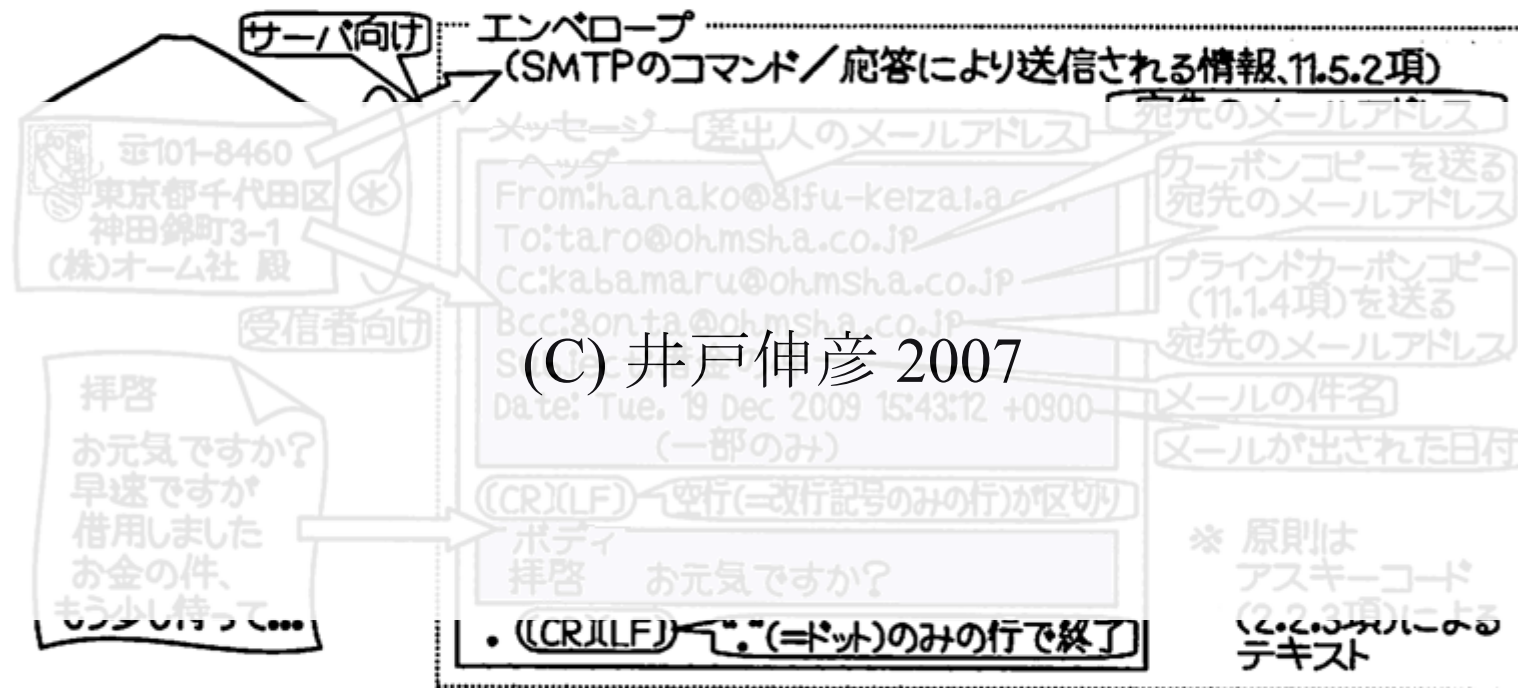 サーバ向け
エンベロープ
(SMTPのコマンド／応答により送信される情報、11.5.2項)
〒101-8460
東京都千代田区
神田錦町3-1
(株)オーム社 殿
受信者向け
メッセージ
差出人のメールアドレス
宛先のメールアドレス
ヘッダ
From:hanako@gifu-keizai.ac.jp
To:taro@ohmsha.co.jp
カーボンコピーを送る
宛先のメールアドレス
Cc:kabamaru@ohmsha.co.jp
Bcc:gonta@ohmsha.co.jp
ブラインドカーボンコピー
(11.1.4項)を送る
宛先のメールアドレス
(C) 井戸伸彦 2007
メールの件名
Date: Tue. 19 Dec 2009 15:43:12 +0900
メールが出された日付
(一部のみ)
拝啓
お元気ですか?
早速ですが
借用しました
お金の件、
もう少し待って...
([CR][LF])
空行(=改行記号のみの行)が区切り
ボディ
拝啓 お元気ですか?
. ([CR][LF])
"."(=ドット)のみの行で終了
※ 原則は
アスキーコード
(2.2.3項)による
テキスト